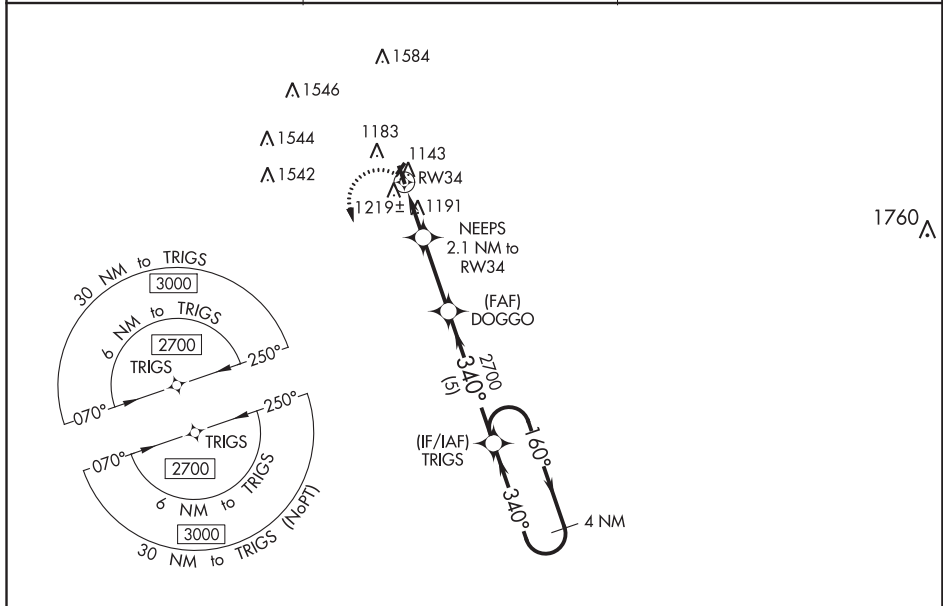 1584
1546
1544
1183
1143
1542
RW34
1219±
1191
1760
NEEPS
2.1 NM to
RW34
(FAF)
DOGGO
2700
340°
(5)
(IF/IAF)
TRIGS
160°
340°
4 NM
30 NM to TRIGS
3000
6 NM to TRIGS
2700
TRIGS
250°
070°
250°
TRIGS
070°
2700
6 NM to TRIGS
3000
30 NM to TRIGS (NoPT)